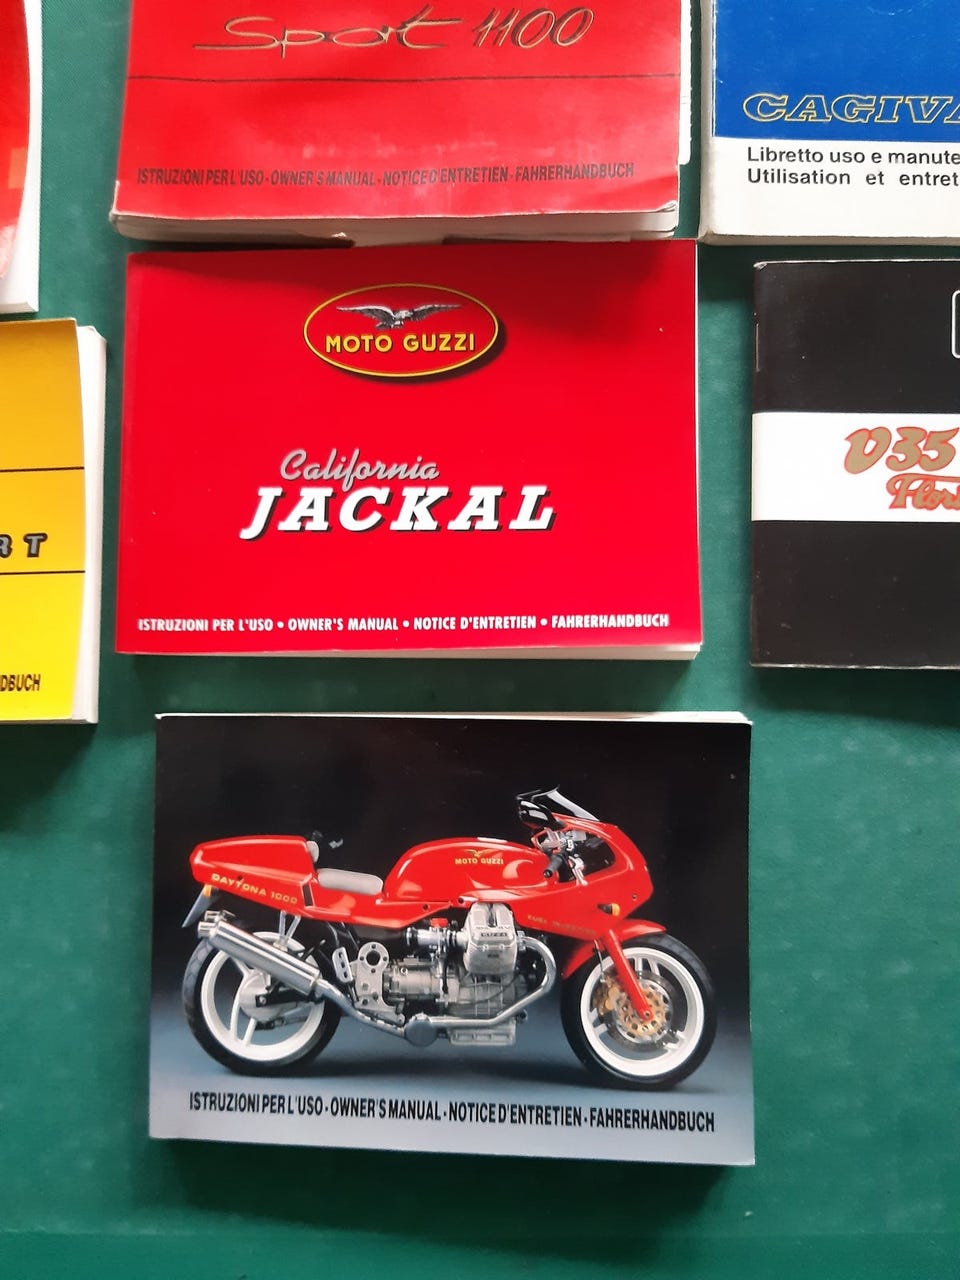 Sport 1100
ISTRUZIONI PER L'USO - OWNER'S MANUAL - NOTICE D'ENTRETIEN - FAHRERHANDBUCH
CAGIVA
Libretto uso e manute
Utilisation et entret
MOTO GUZZI
California
JACKAL
ISTRUZIONI PER L'USO • OWNER'S MANUAL • NOTICE D'ENTRETIEN • FAHRERHANDBUCH
V35
Flori
RT
DBUCH
MOTO GUZZI
DAYTONA 1000
ISTRUZIONI PER L'USO - OWNER'S MANUAL - NOTICE D'ENTRETIEN - FAHRERHANDBUCH